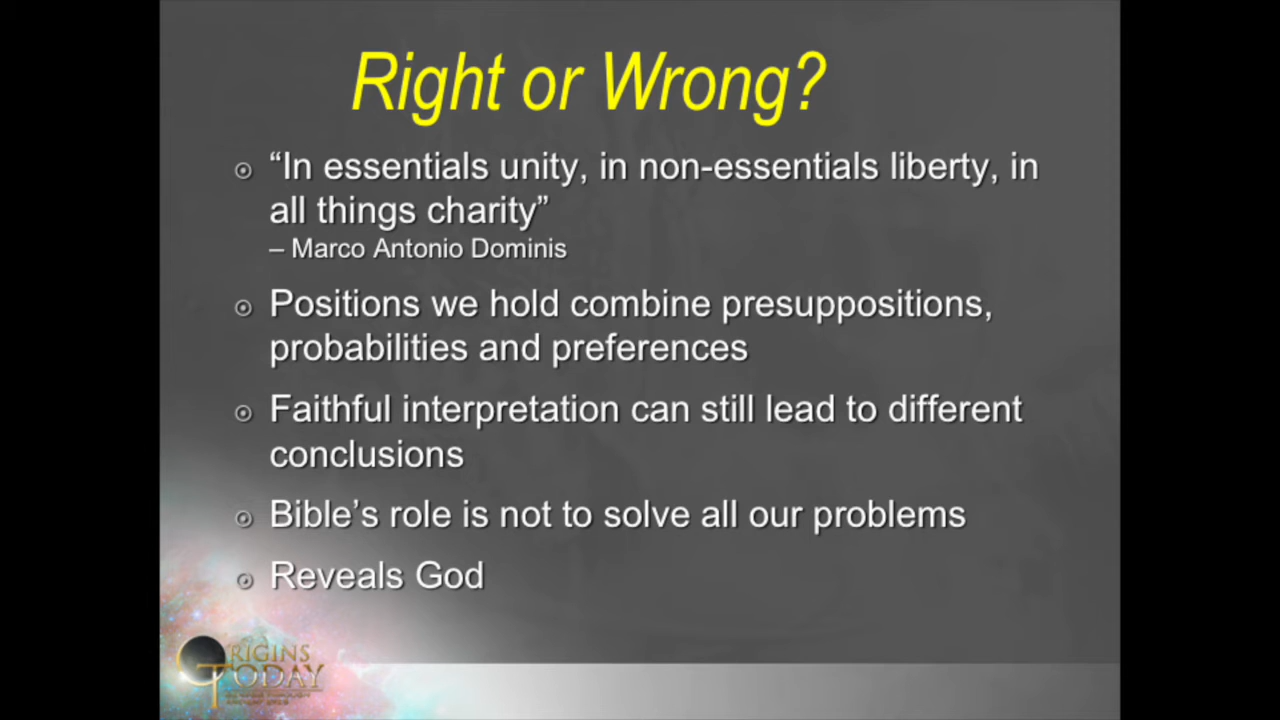 Right or Wrong?
“In essentials unity, in non-essentials liberty, in
all things charity”
– Marco Antonio Dominis
Positions we hold combine presuppositions,
probabilities and preferences
Faithful interpretation can still lead to different
conclusions
Bible’s role is not to solve all our problems
Reveals God
ORIGINS
TODAY